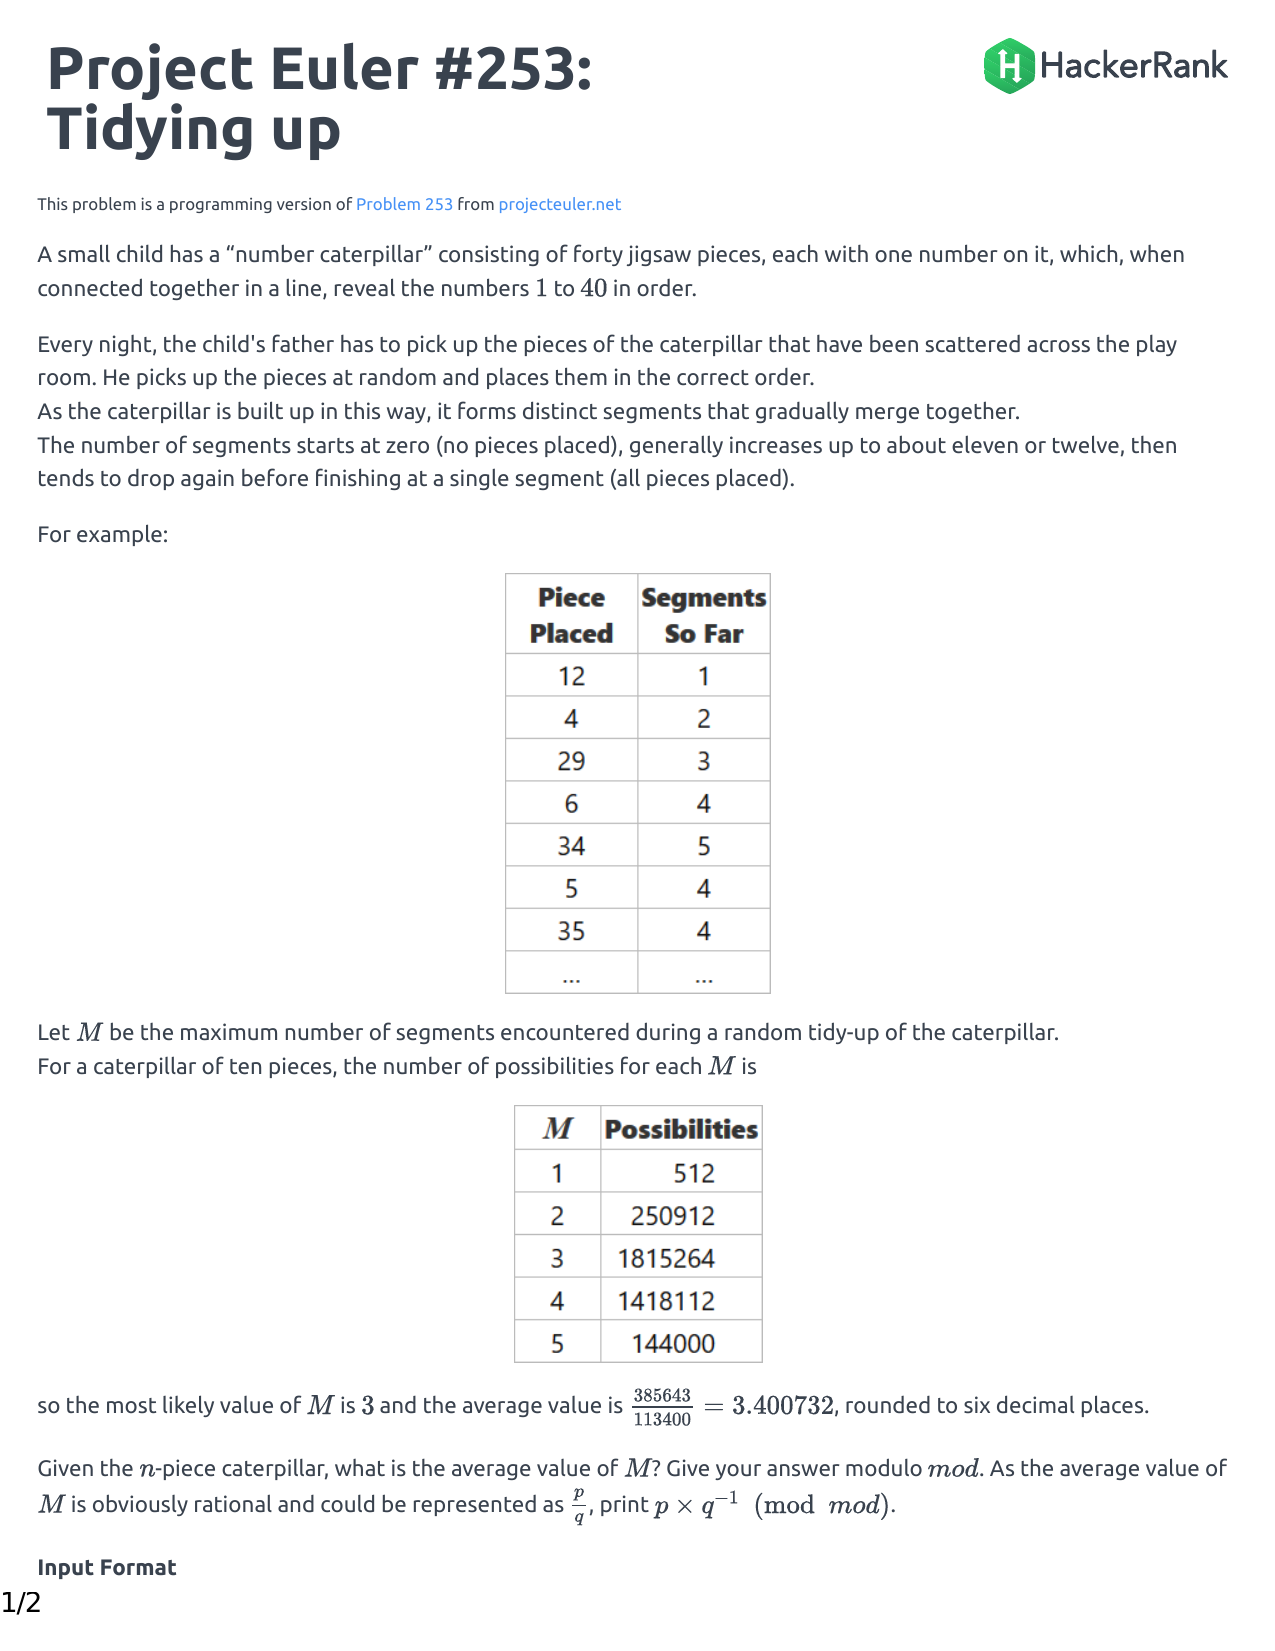 Project Euler #253:
Tidying up
HackerRank
This problem is a programming version of Problem 253 from projecteuler.net
A small child has a “number caterpillar” consisting of forty jigsaw pieces, each with one number on it, which, when
connected together in a line, reveal the numbers 1 to 40 in order.
Every night, the child's father has to pick up the pieces of the caterpillar that have been scattered across the play
room. He picks up the pieces at random and places them in the correct order.
As the caterpillar is built up in this way, it forms distinct segments that gradually merge together.
The number of segments starts at zero (no pieces placed), generally increases up to about eleven or twelve, then
tends to drop again before finishing at a single segment (all pieces placed).
For example:
Piece Segments
Placed So Far
12 1
4 2
29 3
6 4
34 5
5 4
35 4
... ...
Let M be the maximum number of segments encountered during a random tidy-up of the caterpillar.
For a caterpillar of ten pieces, the number of possibilities for each M is
M Possibilities
1 512
2 250912
3 1815264
4 1418112
5 144000
so the most likely value of M is 3 and the average value is 385643/113400 = 3.400732, rounded to six decimal places.
Given the n-piece caterpillar, what is the average value of M? Give your answer modulo mod. As the average value of
M is obviously rational and could be represented as p/q, print p × q⁻¹ (mod mod).
Input Format
1/2